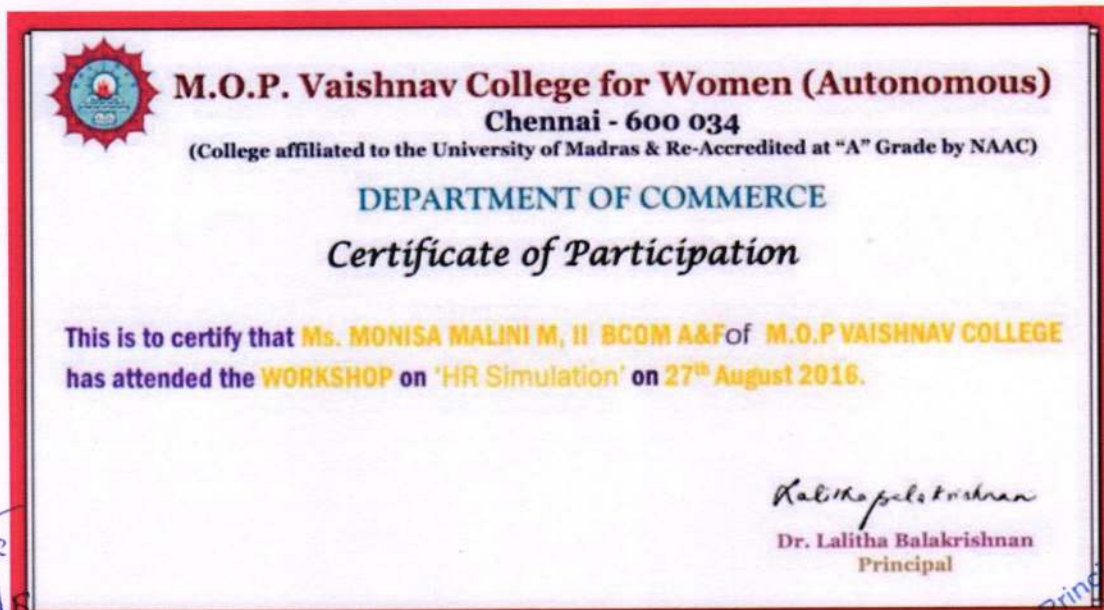 M.O.P. Vaishnav College for Women (Autonomous)
Chennai - 600 034
(College affiliated to the University of Madras & Re-Accredited at “A” Grade by NAAC)
DEPARTMENT OF COMMERCE
Certificate of Participation
This is to certify that Ms. MONISA MALINI M, II BCOM A&F of M.O.P VAISHNAV COLLEGE
has attended the WORKSHOP on ‘HR Simulation’ on 27th August 2016.
Lalitha Balakrishnan
Dr. Lalitha Balakrishnan
Principal